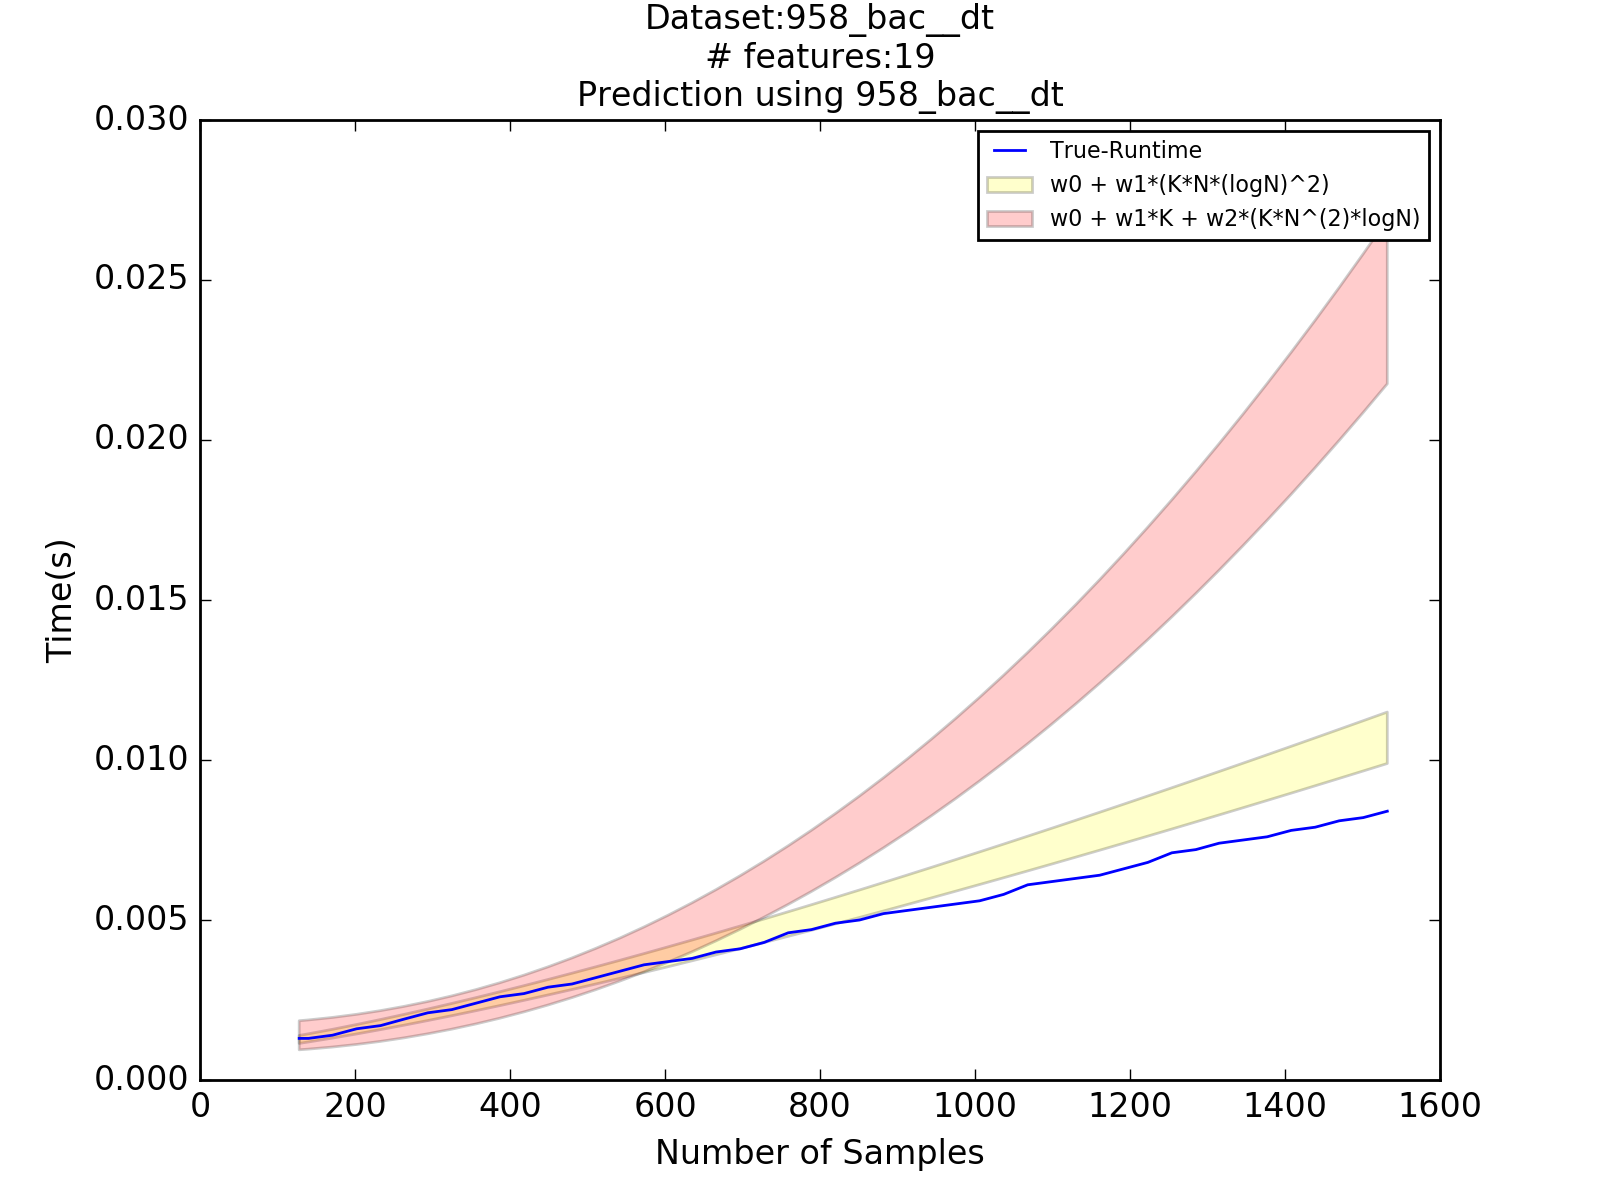 Dataset:958_bac__dt
# features:19
Prediction using 958_bac__dt
True-Runtime
w0 + w1*(K*N*(logN)^2)
w0 + w1*K + w2*(K*N^(2)*logN)
0.030
0.025
0.020
0.015
0.010
0.005
0.000
Time(s)
0 200 400 600 800 1000 1200 1400 1600
Number of Samples